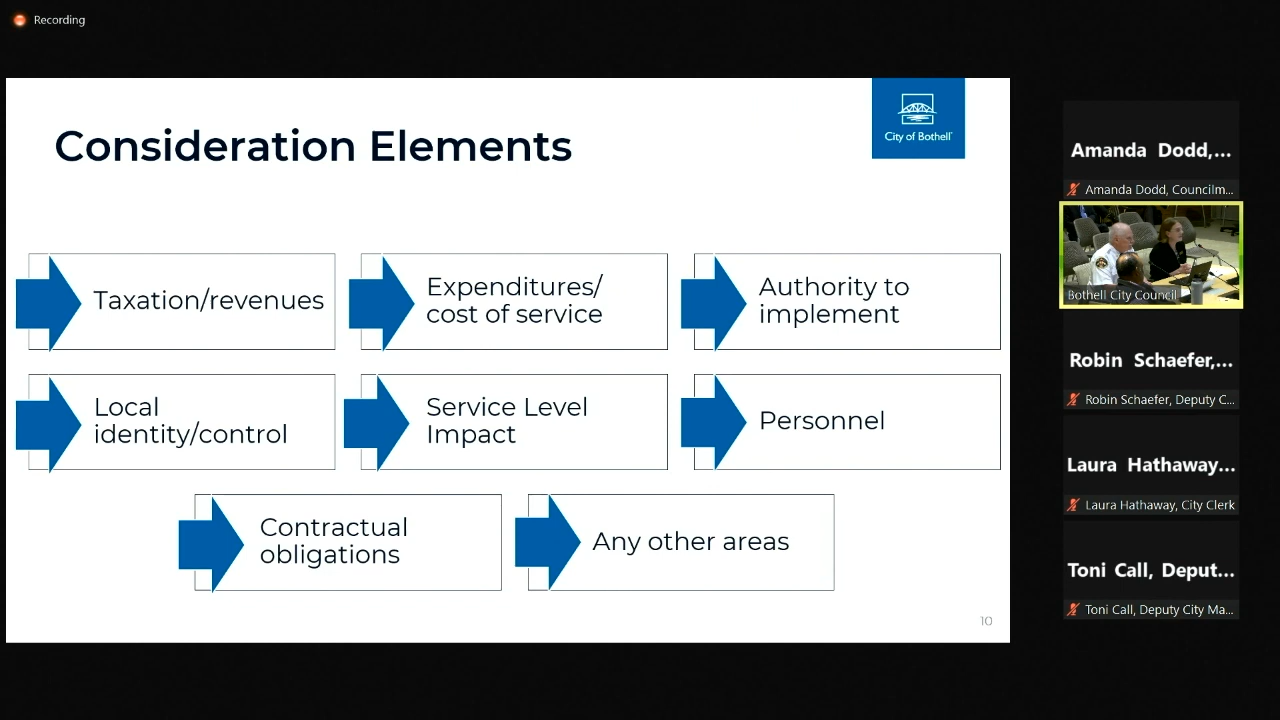 Recording
Consideration Elements
City of Bothell
Taxation/revenues
Expenditures/
cost of service
Authority to
implement
Local
identity/control
Service Level
Impact
Personnel
Contractual
obligations
Any other areas
10
Amanda Dodd,...
Amanda Dodd, Councilm...
Bothell City Council
Robin Schaefer,...
Robin Schaefer, Deputy C...
Laura Hathaway...
Laura Hathaway, City Clerk
Toni Call, Deput...
Toni Call, Deputy City Ma...